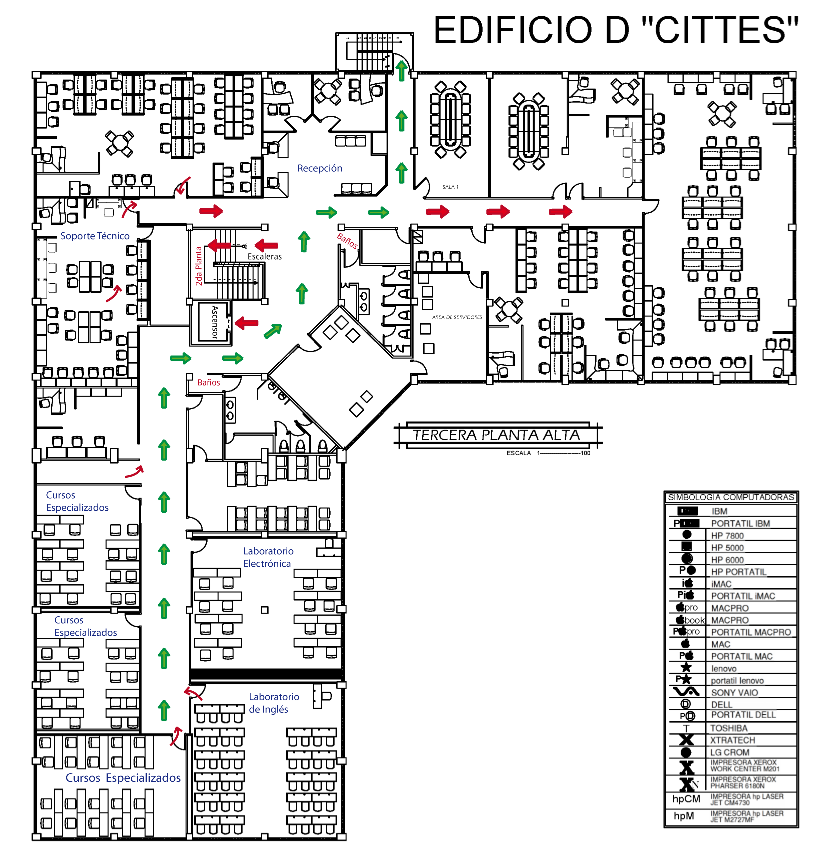 EDIFICIO D "CITTES"
Recepción
SALA 1
Soporte Técnico
Baños
Escaleras
2da Planta
Ascensor
AREA DE SERVIDORES
Baños
TERCERA PLANTA ALTA
ESCALA 1 100
Cursos
Especializados
Laboratorio
Electrónica
Cursos
Especializados
Laboratorio
de Inglés
Cursos Especializados
SIMBOLOGIA COMPUTADORAS
IBM
P PORTATIL IBM
HP 7800
HP 5000
HP 6000
P HP PORTATIL
i iMAC
Pi PORTATIL iMAC
pro MACPRO
book MACPRO
P pro PORTATIL MACPRO
MAC
P PORTATIL MAC
lenovo
P portatil lenovo
SONY VAIO
D DELL
PD PORTATIL DELL
T TOSHIBA
X XTRATECH
LG CROM
X IMPRESORA XEROX
WORK CENTER M201
X IMPRESORA XEROX
PHARSER 6180N
hpCM IMPRESORA hp LASER
JET CM4730
hpM IMPRESORA hp LASER
JET M2727MF